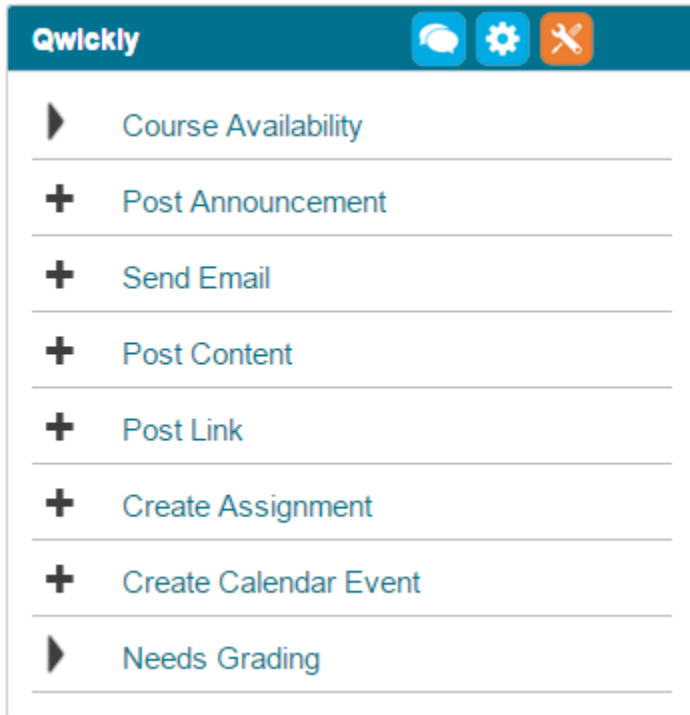 Qwickly
Course Availability
Post Announcement
Send Email
Post Content
Post Link
Create Assignment
Create Calendar Event
Needs Grading